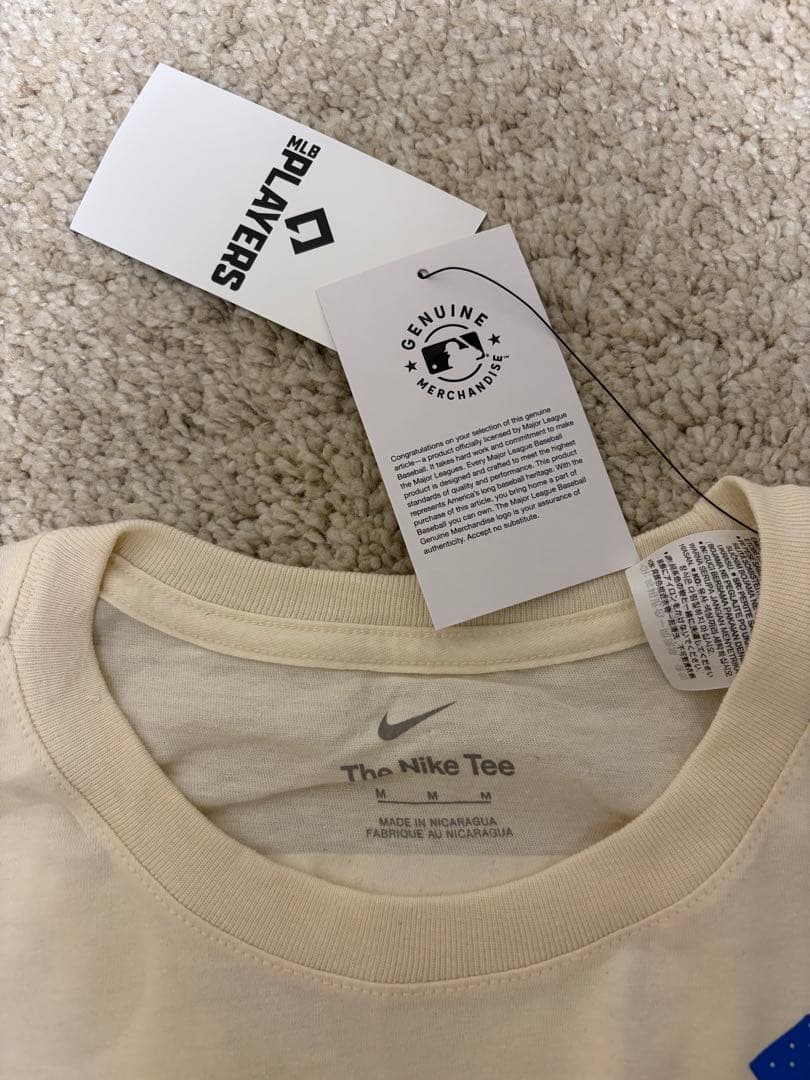 MLB
PLAYERS
GENUINE
MERCHANDISE™
Congratulations on your selection of this genuine
article—a product officially licensed by Major League
Baseball. It takes hard work and commitment to make
the Major Leagues. Every Major League Baseball
product is designed and crafted to meet the highest
standards of quality and performance. This product
represents America's long baseball heritage. With the
purchase of this article, you bring home a part of
Baseball you can own. The Major League Baseball
Genuine Merchandise logo is your assurance of
authenticity. Accept no substitute.
The Nike Tee
M M M
MADE IN NICARAGUA
FABRIQUE AU NICARAGUA